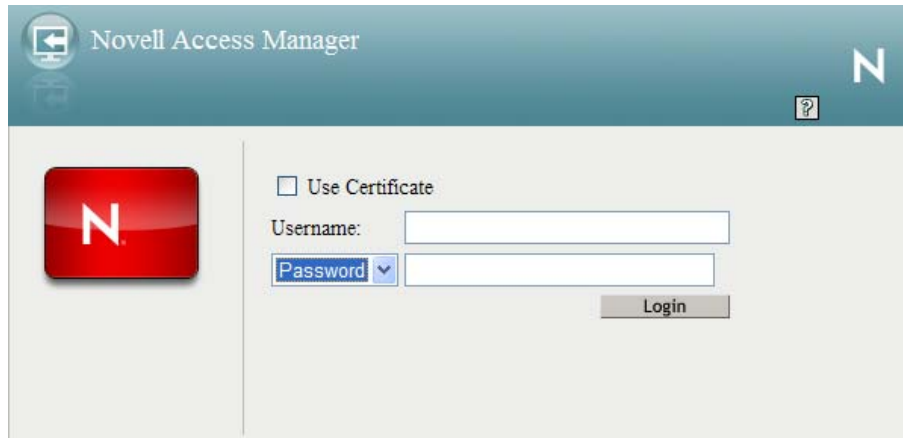 Novell Access Manager
N
?
N
Use Certificate
Username:
Password
Login